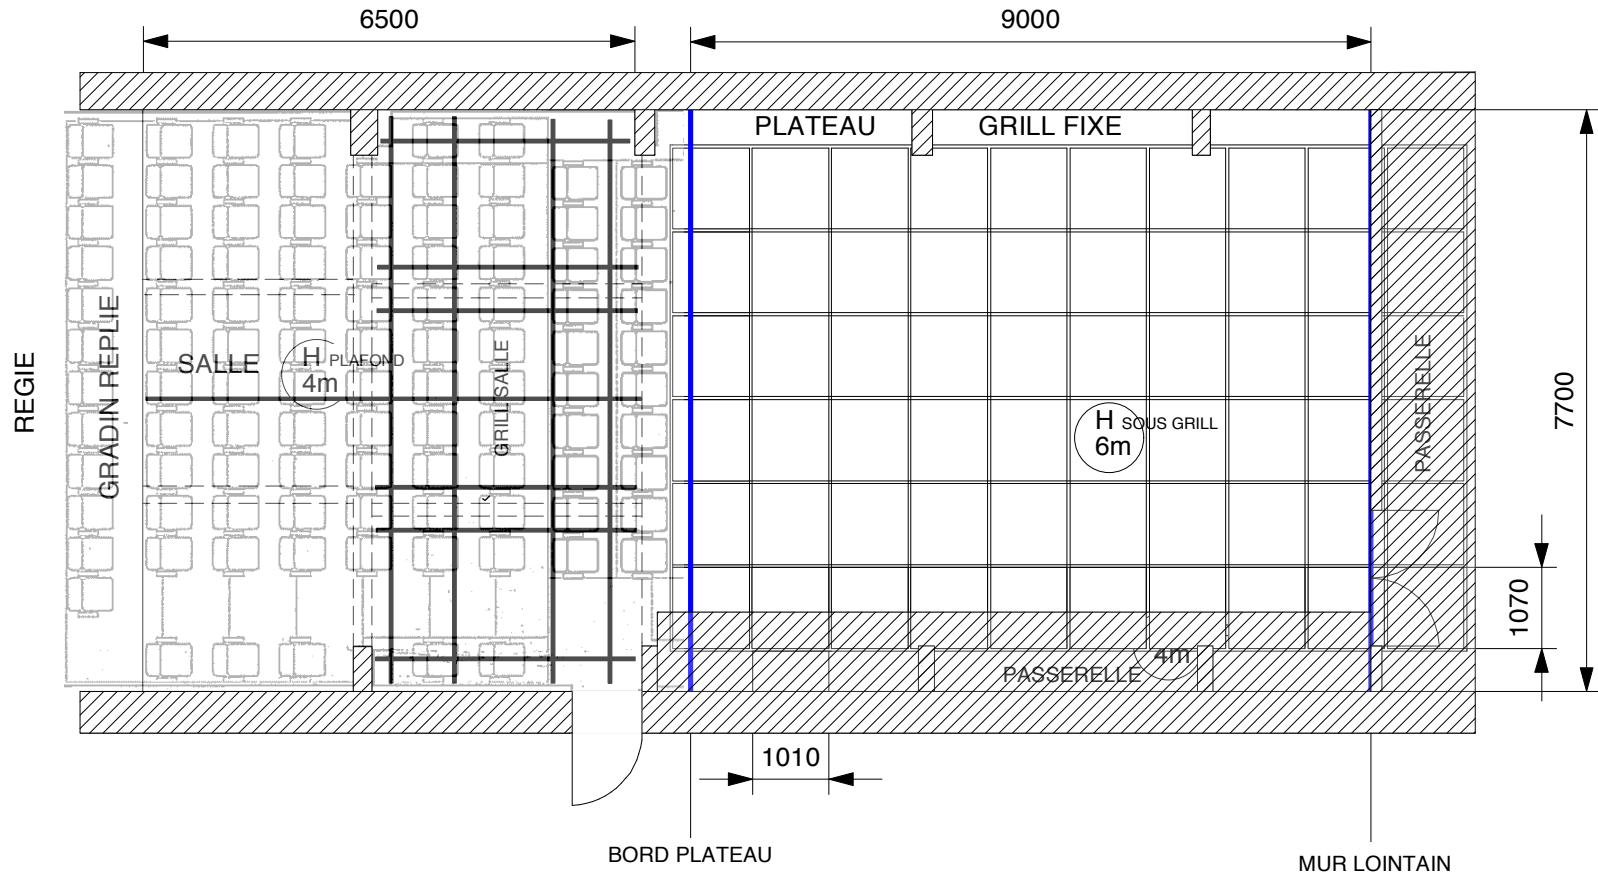 6500
9000
PLATEAU
GRILL FIXE
REGIE
GRADIN REPLIE
SALLE
H PLAFOND
4m
GRILL SALLE
H SOUS GRILL
6m
PASSERELLE
7700
1070
4m
PASSERELLE
1010
BORD PLATEAU
MUR LOINTAIN